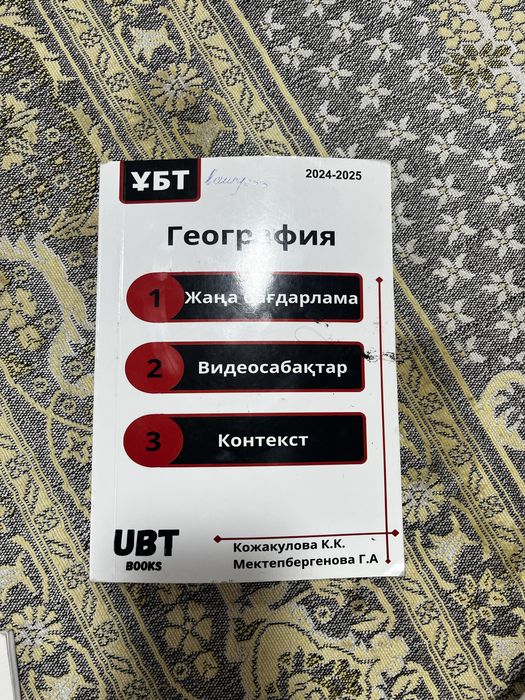 ҰБТ
2024-2025
География
1 Жаңа бағдарлама
2 Видеосабақтар
3 Контекст
UBT
BOOKS
Кожакулова К.К.
Мектепбергенова Г.А